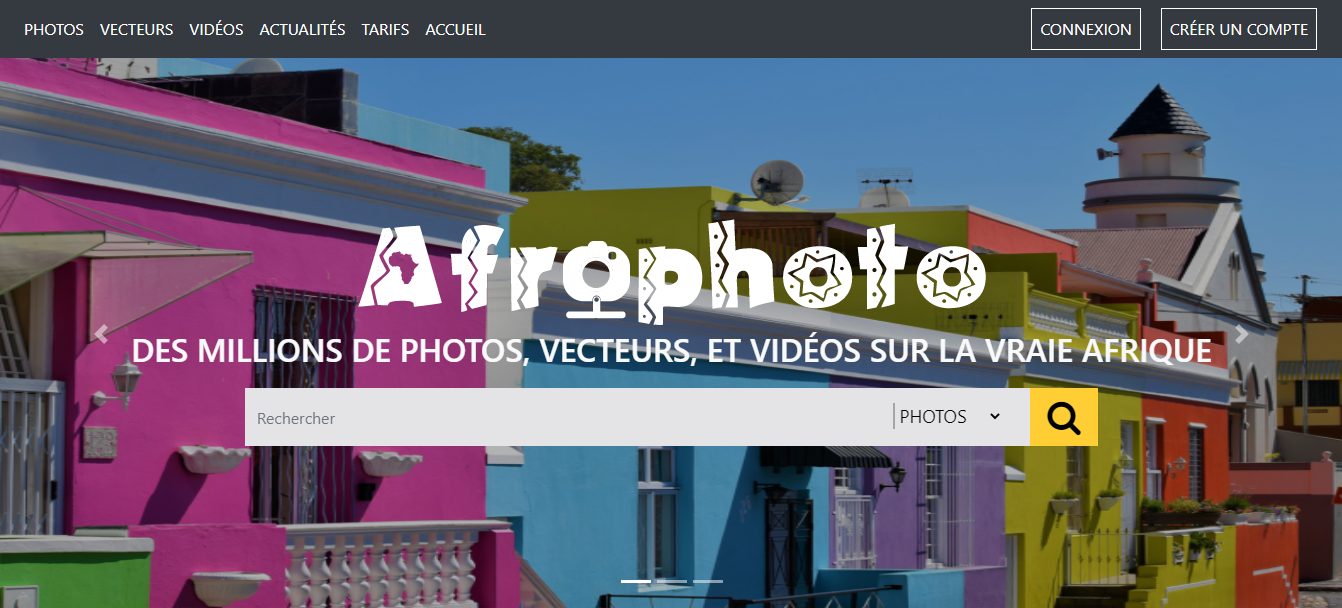 PHOTOS VECTEURS VIDÉOS ACTUALITÉS TARIFS ACCUEIL CONNEXION CRÉER UN COMPTE
Afrophoto
DES MILLIONS DE PHOTOS, VECTEURS, ET VIDÉOS SUR LA VRAIE AFRIQUE
Rechercher PHOTOS